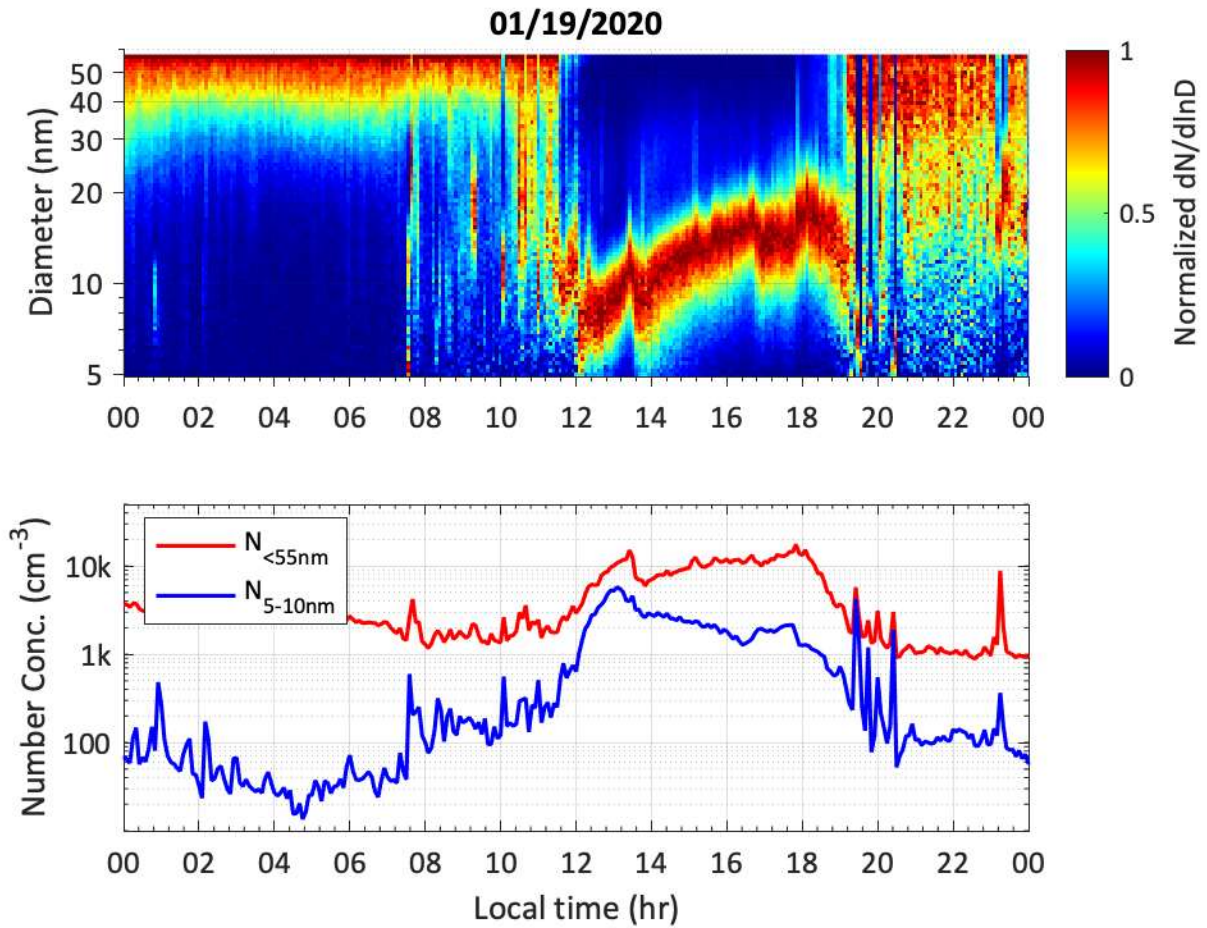 01/19/2020
Diameter (nm)
50
40
30
20
10
5
00 02 04 06 08 10 12 14 16 18 20 22 00
1
0.5
0
Normalized dN/dlnD
Number Conc. (cm-3)
10k
1k
100
N<55nm
N5-10nm
00 02 04 06 08 10 12 14 16 18 20 22 00
Local time (hr)